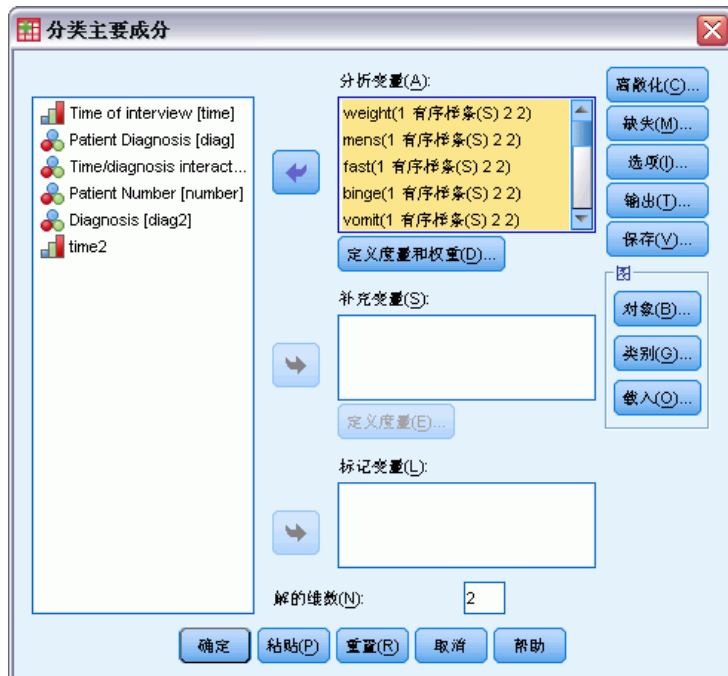 分类主要成分
Time of interview [time]
Patient Diagnosis [diag]
Time/diagnosis interact...
Patient Number [number]
Diagnosis [diag2]
time2
分析变量(A):
weight(1 有序样条(S) 2 2)
mens(1 有序样条(S) 2 2)
fast(1 有序样条(S) 2 2)
binge(1 有序样条(S) 2 2)
vomit(1 有序样条(S) 2 2)
定义度量和权重(D)...
补充变量(S):
定义度量(E)...
标记变量(L):
解的维数(N):
2
离散化(C)...
缺失(M)...
选项(I)...
输出(T)...
保存(V)...
图
对象(B)...
类别(G)...
载入(O)...
确定
粘贴(P)
重置(R)
取消
帮助